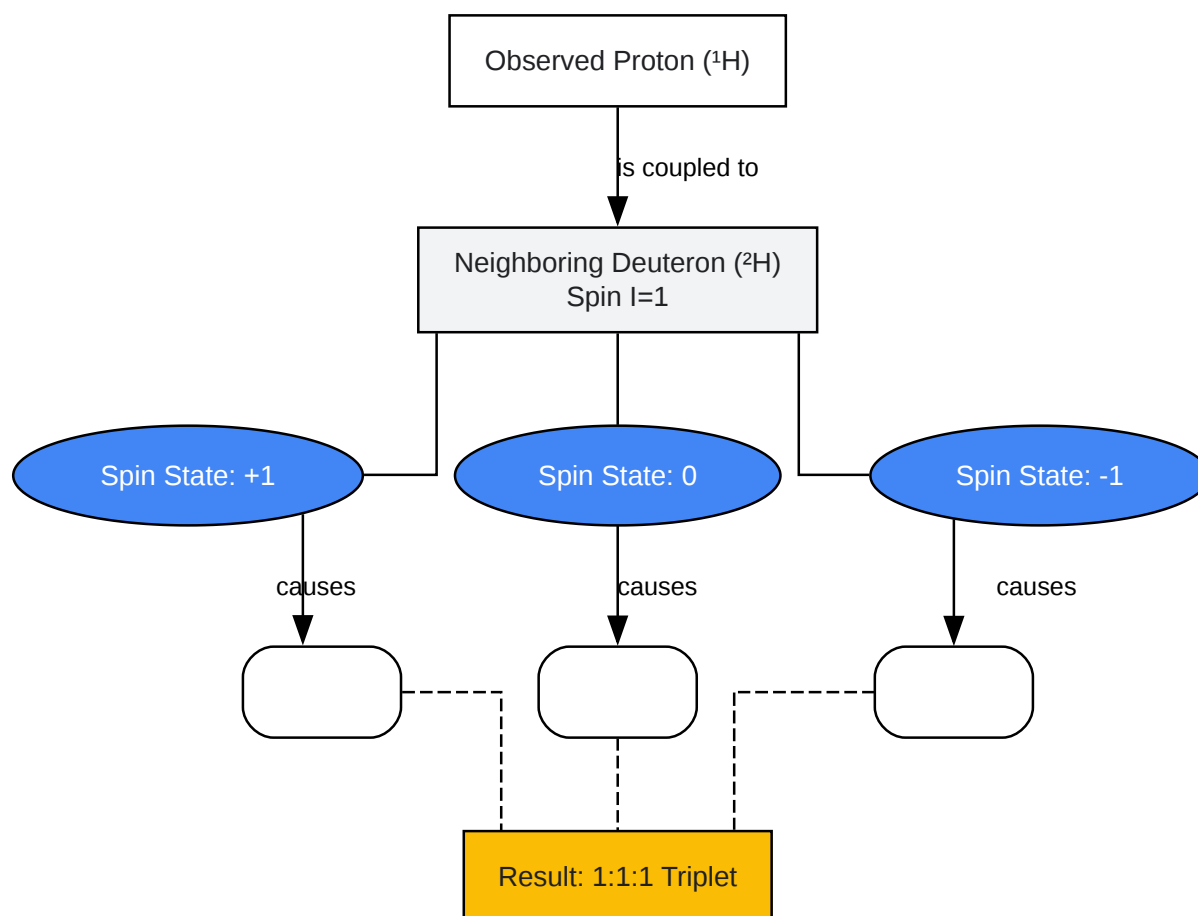 Observed Proton (¹H)
is coupled to
Neighboring Deuteron (²H)
Spin I=1
Spin State: +1
Spin State: 0
Spin State: -1
causes
causes
causes
Result: 1:1:1 Triplet